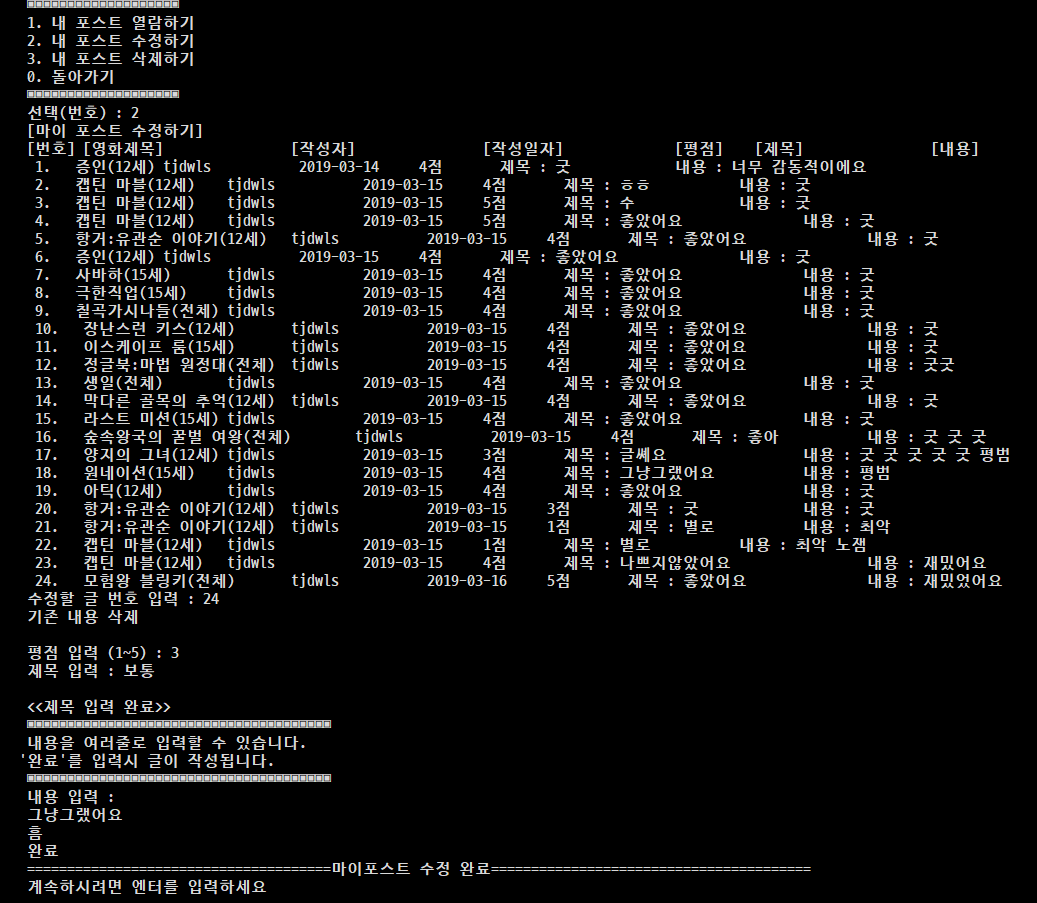 ▣▣▣▣▣▣▣▣▣▣▣▣▣▣▣▣▣▣▣
1. 내 포스트 열람하기
2. 내 포스트 수정하기
3. 내 포스트 삭제하기
0. 돌아가기
▣▣▣▣▣▣▣▣▣▣▣▣▣▣▣▣▣▣▣
선택(번호) : 2
[마이 포스트 수정하기]
[번호] [영화제목] [작성자] [작성일자] [평점] [제목] [내용]
1. 증인(12세) tjdwls 2019-03-14 4점 제목 : 굿 내용 : 너무 감동적이에요
2. 캡틴 마블(12세) tjdwls 2019-03-15 4점 제목 : ㅎㅎ 내용 : 굿
3. 캡틴 마블(12세) tjdwls 2019-03-15 5점 제목 : 수 내용 : 굿
4. 캡틴 마블(12세) tjdwls 2019-03-15 5점 제목 : 좋았어요 내용 : 굿
5. 항거:유관순 이야기(12세) tjdwls 2019-03-15 4점 제목 : 좋았어요 내용 : 굿
6. 증인(12세) tjdwls 2019-03-15 4점 제목 : 좋았어요 내용 : 굿
7. 사바하(15세) tjdwls 2019-03-15 4점 제목 : 좋았어요 내용 : 굿
8. 극한직업(15세) tjdwls 2019-03-15 4점 제목 : 좋았어요 내용 : 굿
9. 칠곡가시나들(전체) tjdwls 2019-03-15 4점 제목 : 좋았어요 내용 : 굿
10. 장난스런 키스(12세) tjdwls 2019-03-15 4점 제목 : 좋았어요 내용 : 굿
11. 이스케이프 룸(15세) tjdwls 2019-03-15 4점 제목 : 좋았어요 내용 : 굿
12. 정글북:마법 원정대(전체) tjdwls 2019-03-15 4점 제목 : 좋았어요 내용 : 굿굿
13. 생일(전체) tjdwls 2019-03-15 4점 제목 : 좋았어요 내용 : 굿
14. 막다른 골목의 추억(12세) tjdwls 2019-03-15 4점 제목 : 좋았어요 내용 : 굿
15. 라스트 미션(15세) tjdwls 2019-03-15 4점 제목 : 좋았어요 내용 : 굿
16. 숲속왕국의 꿀벌 여왕(전체) tjdwls 2019-03-15 4점 제목 : 좋아 내용 : 굿 굿 굿
17. 양지의 그녀(12세) tjdwls 2019-03-15 3점 제목 : 글쎄요 내용 : 굿 굿 굿 굿 굿 평범
18. 원네이션(15세) tjdwls 2019-03-15 4점 제목 : 그냥그랬어요 내용 : 평범
19. 아틱(12세) tjdwls 2019-03-15 4점 제목 : 좋았어요 내용 : 굿
20. 항거:유관순 이야기(12세) tjdwls 2019-03-15 3점 제목 : 굿 내용 : 굿
21. 항거:유관순 이야기(12세) tjdwls 2019-03-15 1점 제목 : 별로 내용 : 최악
22. 캡틴 마블(12세) tjdwls 2019-03-15 1점 제목 : 별로 내용 : 최악 노잼
23. 캡틴 마블(12세) tjdwls 2019-03-15 4점 제목 : 나쁘지않았어요 내용 : 재밌어요
24. 모험왕 블링키(전체) tjdwls 2019-03-16 5점 제목 : 좋았어요 내용 : 재밌었어요
수정할 글 번호 입력 : 24
기존 내용 삭제
평점 입력 (1~5) : 3
제목 입력 : 보통
<<제목 입력 완료>>
▣▣▣▣▣▣▣▣▣▣▣▣▣▣▣▣▣▣▣▣▣▣▣▣▣▣▣▣▣▣▣▣▣▣▣▣▣▣
내용을 여러줄로 입력할 수 있습니다.
'완료'를 입력시 글이 작성됩니다.
▣▣▣▣▣▣▣▣▣▣▣▣▣▣▣▣▣▣▣▣▣▣▣▣▣▣▣▣▣▣▣▣▣▣▣▣▣▣
내용 입력 :
그냥그랬어요
흠
완료
======================================마이포스트 수정 완료========================================
계속하시려면 엔터를 입력하세요